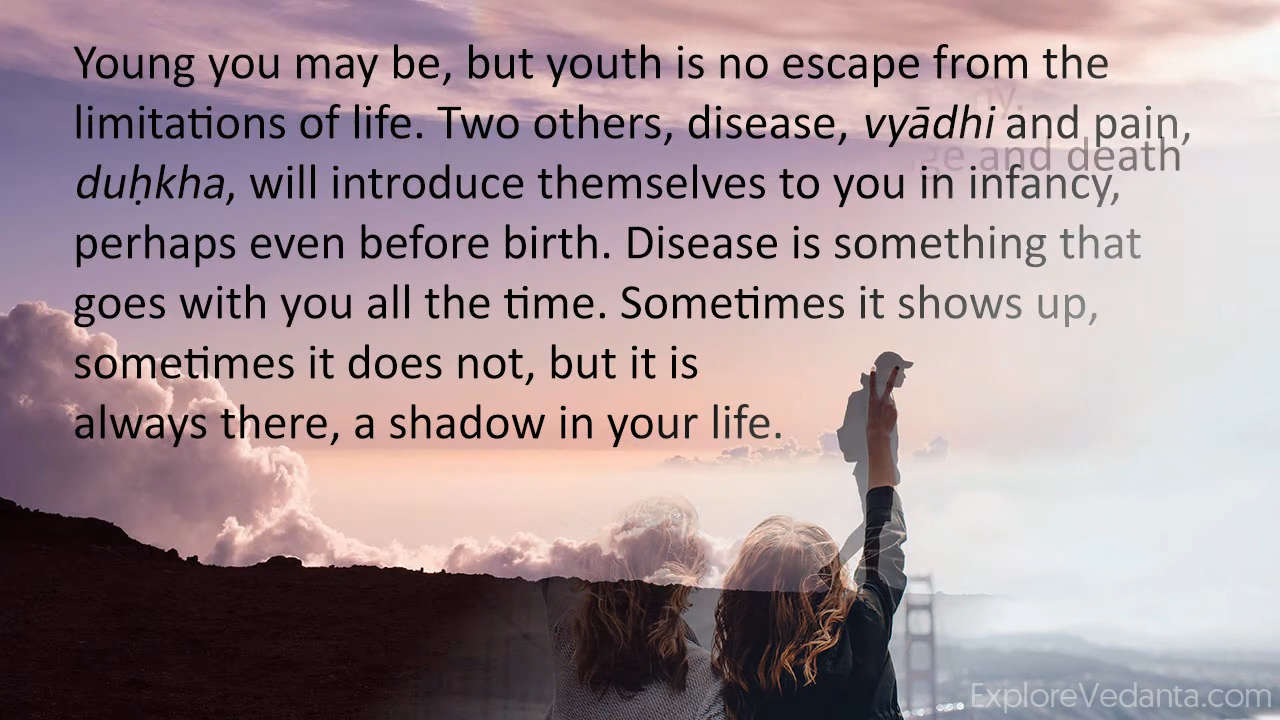 Young you may be, but youth is no escape from the
limitations of life. Two others, disease, vyādhi and pain,
duḥkha, will introduce themselves to you in infancy,
perhaps even before birth. Disease is something that
goes with you all the time. Sometimes it shows up,
sometimes it does not, but it is
always there, a shadow in your life.
and death
ExploreVedanta.com